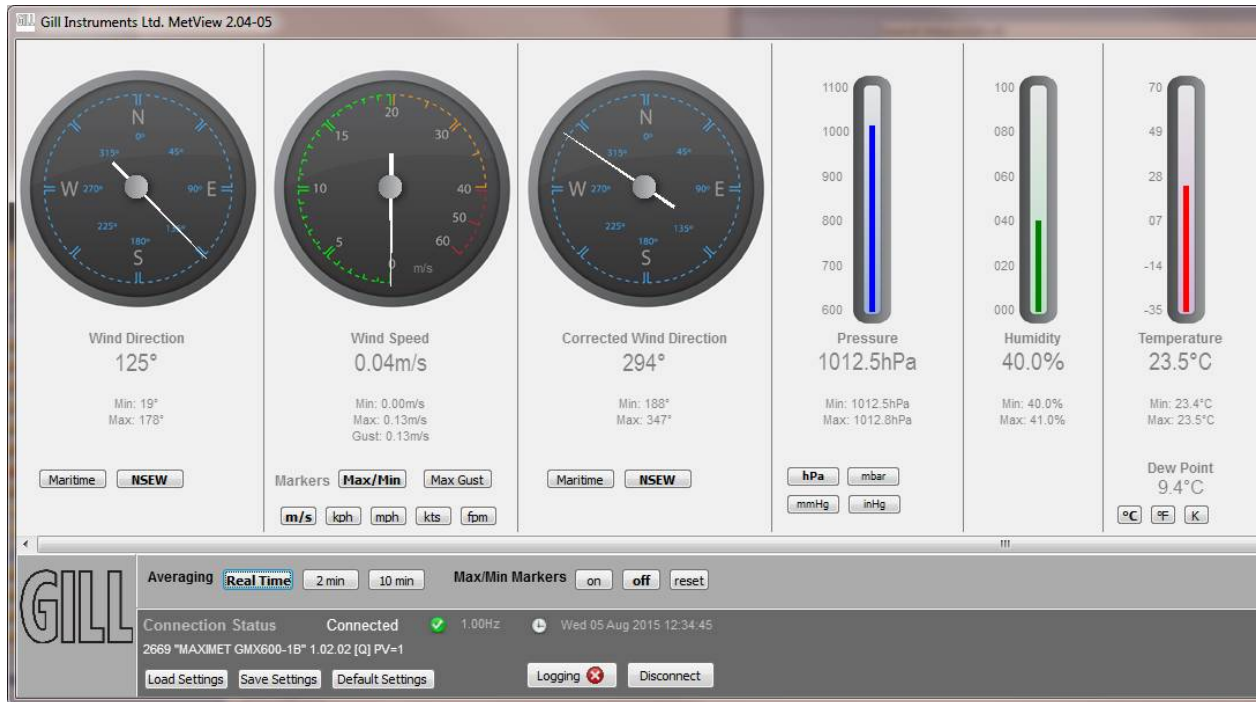 Gill Instruments Ltd. MetView 2.04-05
N
0°
45°
90° E
135°
180°
S
225°
W 270°
315°
Wind Direction
125°
Min: 19°
Max: 178°
Maritime NSEW
0
5
10
15
20
30
40
50
60
m/s
Wind Speed
0.04m/s
Min: 0.00m/s
Max: 0.13m/s
Gust: 0.13m/s
Markers Max/Min Max Gust
m/s kph mph kts fpm
N
0°
45°
90° E
135°
180°
S
225°
W 270°
315°
Corrected Wind Direction
294°
Min: 188°
Max: 347°
Maritime NSEW
1100
1000
900
800
700
600
Pressure
1012.5hPa
Min: 1012.5hPa
Max: 1012.8hPa
hPa mbar
mmHg inHg
100
080
060
040
020
000
Humidity
40.0%
Min: 40.0%
Max: 41.0%
70
49
28
07
-14
-35
Temperature
23.5°C
Min: 23.4°C
Max: 23.5°C
Dew Point
9.4°C
°C °F K
GILL
Averaging Real Time 2 min 10 min Max/Min Markers on off reset
Connection Status Connected 1.00Hz Wed 05 Aug 2015 12:34:45
2669 "MAXIMET GMX600-1B" 1.02.02 [Q] PV=1
Load Settings Save Settings Default Settings Logging Disconnect